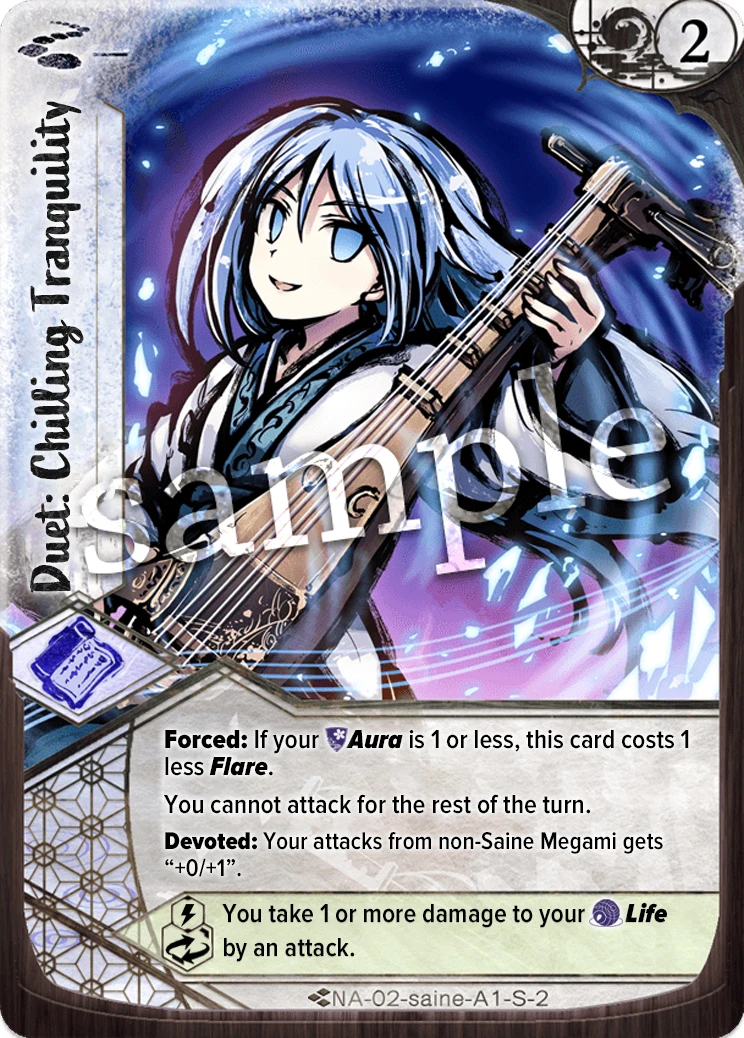 2
Duet: Chilling Tranquility
sample
Forced: If your Aura is 1 or less, this card costs 1
less Flare.
You cannot attack for the rest of the turn.
Devoted: Your attacks from non-Saine Megami gets
“+0/+1”.
You take 1 or more damage to your Life
by an attack.
NA-02-saine-A1-S-2